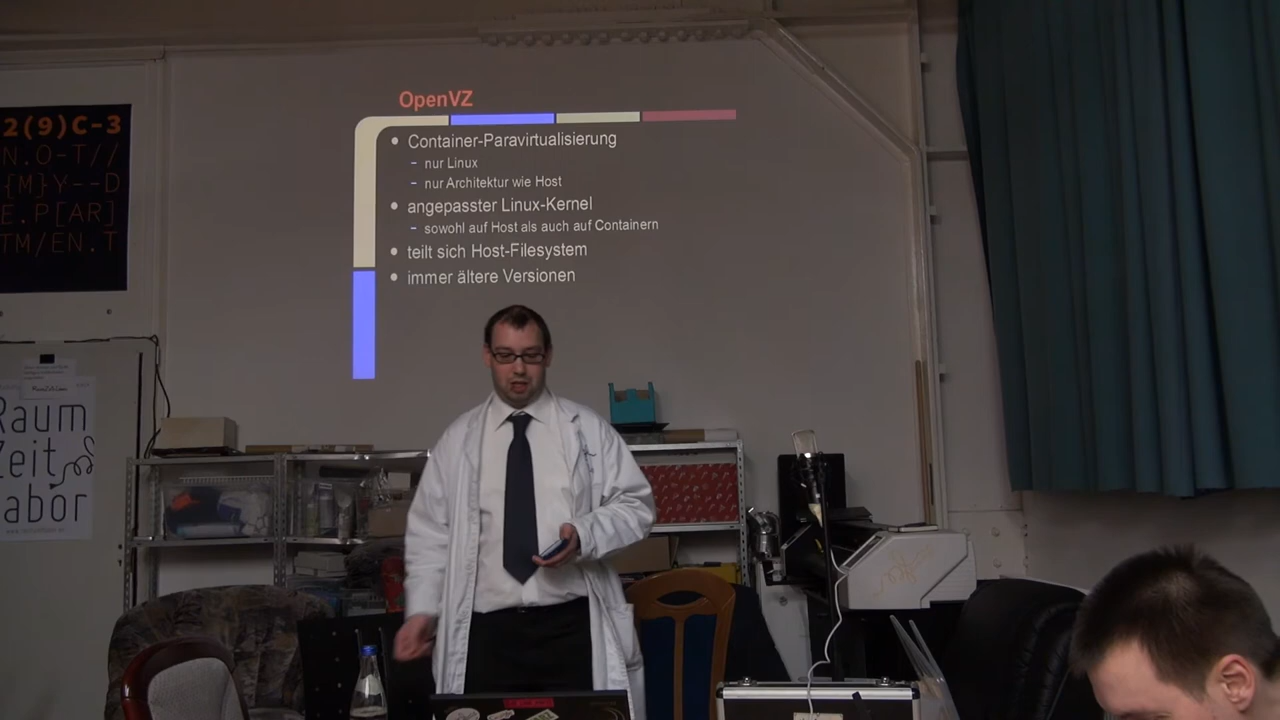 OpenVZ
Container-Paravirtualisierung
nur Linux
nur Architektur wie Host
angepasster Linux-Kernel
sowohl auf Host als auch auf Containern
teilt sich Host-Filesystem
immer ältere Versionen
2(9)C-3
N.O-T//
{M}Y--D
E.P[AR]
TM/EN.T
Raum
Zeit
Labor